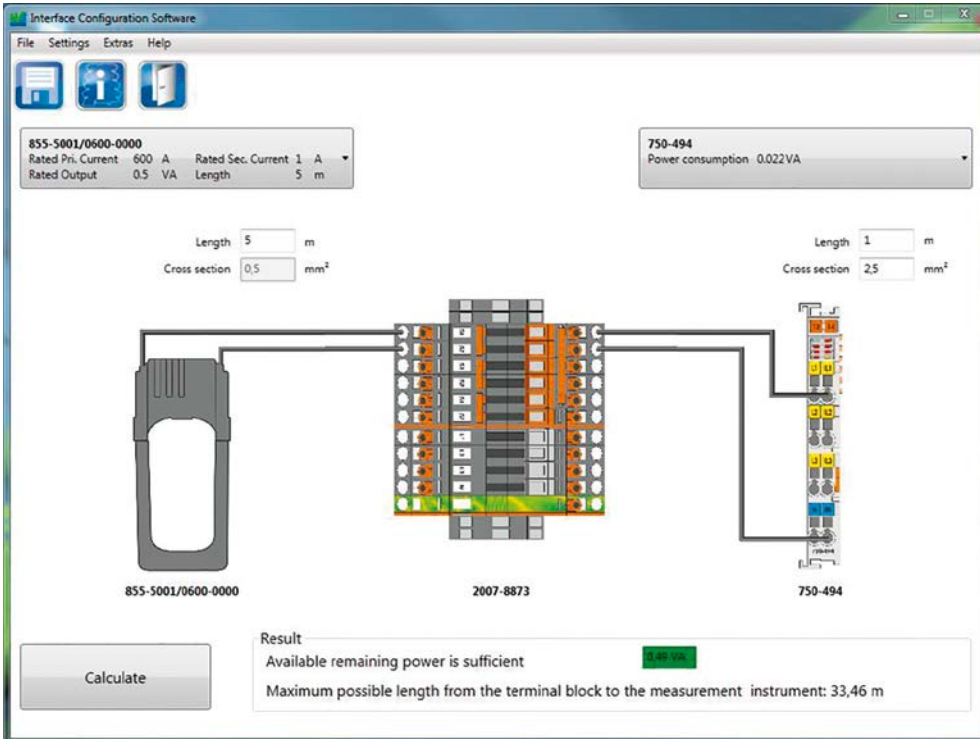 Interface Configuration Software
File Settings Extras Help
855-5001/0600-0000
Rated Pri. Current 600 A Rated Sec. Current 1 A
Rated Output 0.5 VA Length 5 m
750-494
Power consumption 0.022VA
Length 5 m
Cross section 0,5 mm²
Length 1 m
Cross section 2,5 mm²
855-5001/0600-0000
2007-8873
750-494
Calculate
Result
Available remaining power is sufficient 0,49 VA
Maximum possible length from the terminal block to the measurement instrument: 33,46 m